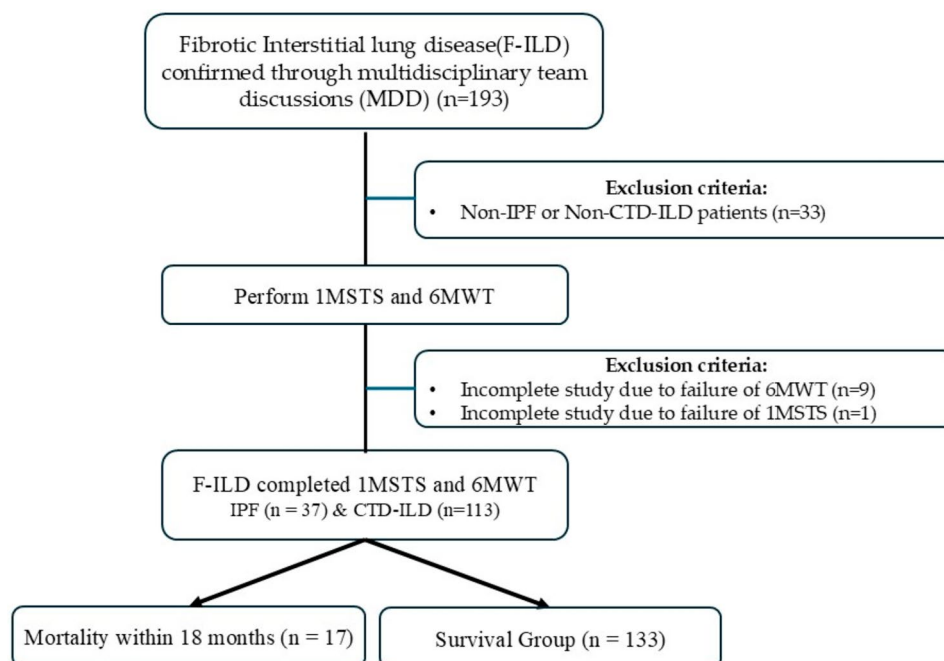 Fibrotic Interstitial lung disease(F-ILD)
confirmed through multidisciplinary team
discussions (MDD) (n=193)
Exclusion criteria:
• Non-IPF or Non-CTD-ILD patients (n=33)
Perform 1MSTS and 6MWT
Exclusion criteria:
• Incomplete study due to failure of 6MWT (n=9)
• Incomplete study due to failure of 1MSTS (n=1)
F-ILD completed 1MSTS and 6MWT
IPF (n = 37) & CTD-ILD (n=113)
Mortality within 18 months (n = 17)
Survival Group (n = 133)